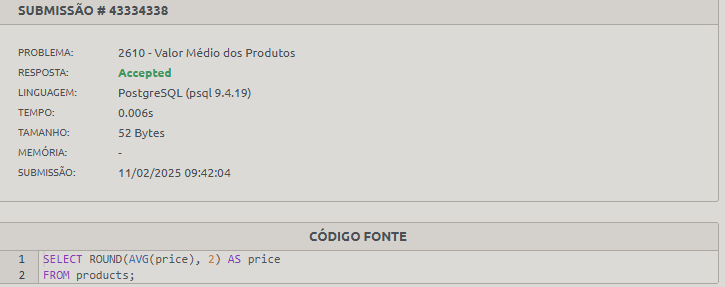 SUBMISSÃO # 43334338
PROBLEMA: 2610 - Valor Médio dos Produtos
RESPOSTA: Accepted
LINGUAGEM: PostgreSQL (psql 9.4.19)
TEMPO: 0.006s
TAMANHO: 52 Bytes
MEMÓRIA: -
SUBMISSÃO: 11/02/2025 09:42:04
CÓDIGO FONTE
1 SELECT ROUND(AVG(price), 2) AS price
2 FROM products;